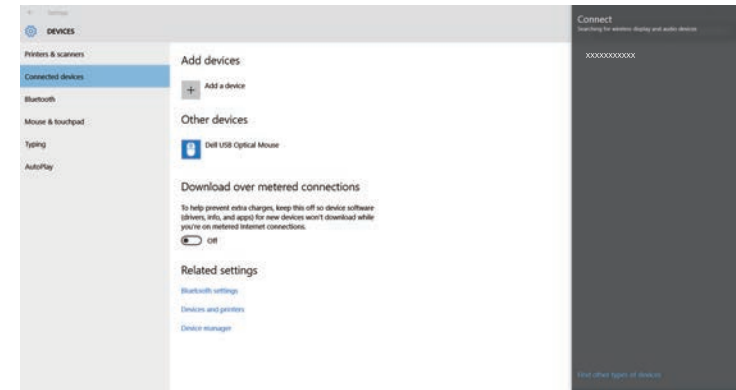 Settings
DEVICES
Printers & scanners
Connected devices
Bluetooth
Mouse & touchpad
Typing
AutoPlay
Add devices
Add a device
Other devices
Dell USB Optical Mouse
Download over metered connections
To help prevent extra charges, keep this off so device software
(drivers, info, and apps) for new devices won't download while
you're on metered Internet connections.
Off
Related settings
Bluetooth settings
Devices and printers
Device manager
Connect
Searching for wireless display and audio devices
xxxxxxxxxxx
Find other types of devices